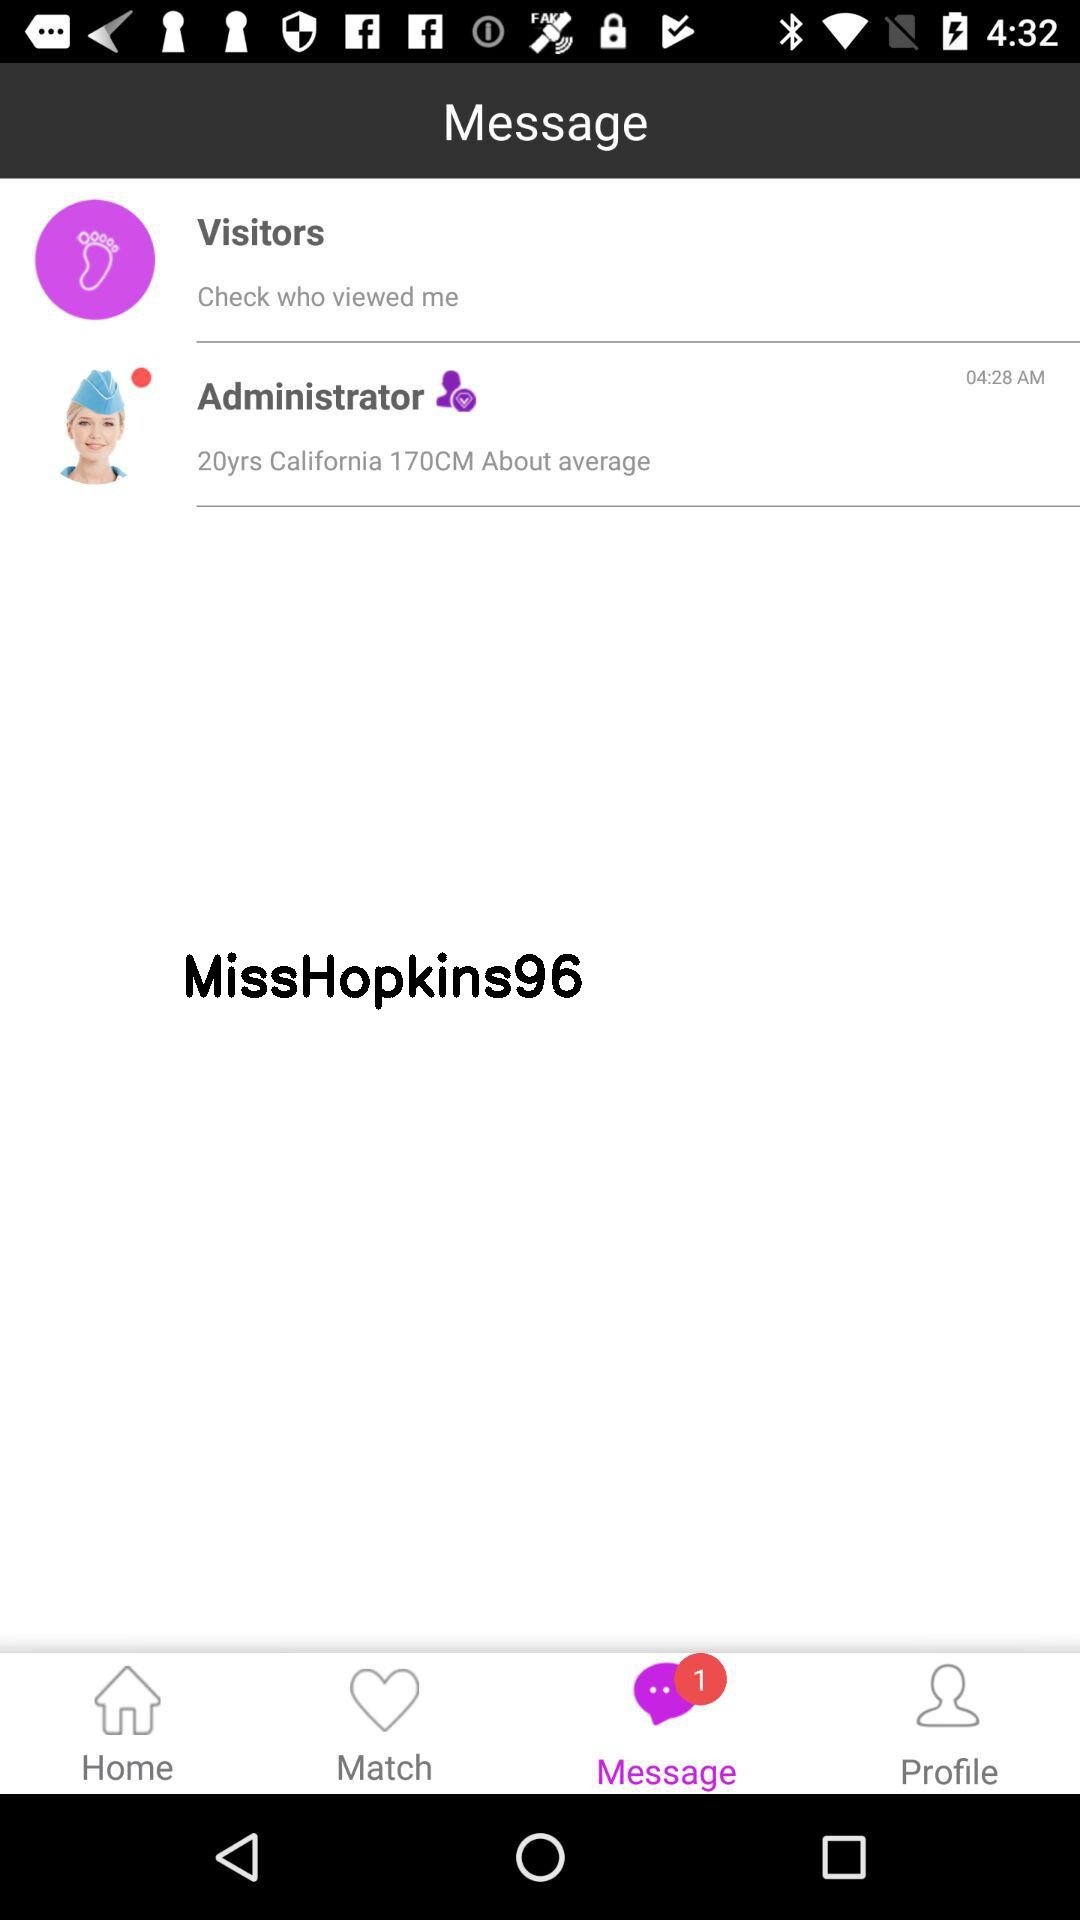 FAKE
4:32
Message
Visitors
Check who viewed me
Administrator
04:28 AM
20yrs California 170CM About average
MissHopkins96
1
Home
Match
Message
Profile